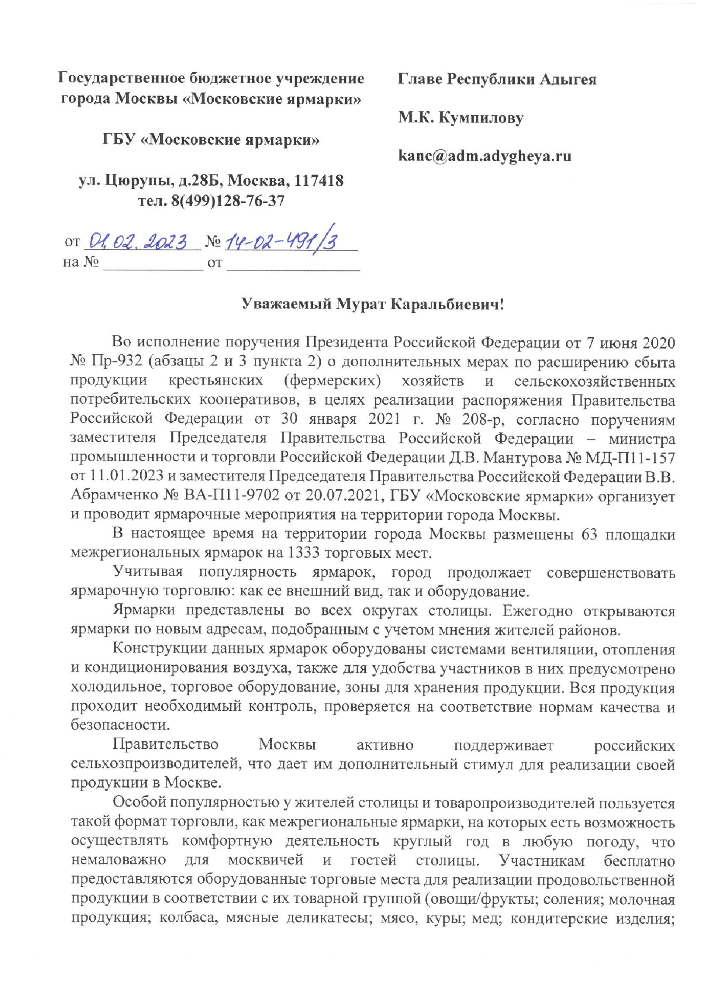 Государственное бюджетное учреждение
города Москвы «Московские ярмарки»
ГБУ «Московские ярмарки»
ул. Цюрупы, д.28Б, Москва, 117418
тел. 8(499)128-76-37
от 01.02.2023 № 14-02-491/3
на № ____________ от ________________
Главе Республики Адыгея
М.К. Кумпилову
kanc@adm.adygheya.ru
Уважаемый Мурат Каральбиевич!
Во исполнение поручения Президента Российской Федерации от 7 июня 2020
№ Пр-932 (абзацы 2 и 3 пункта 2) о дополнительных мерах по расширению сбыта
продукции крестьянских (фермерских) хозяйств и сельскохозяйственных
потребительских кооперативов, в целях реализации распоряжения Правительства
Российской Федерации от 30 января 2021 г. № 208-р, согласно поручениям
заместителя Председателя Правительства Российской Федерации – министра
промышленности и торговли Российской Федерации Д.В. Мантурова № МД-П11-157
от 11.01.2023 и заместителя Председателя Правительства Российской Федерации В.В.
Абрамченко № ВА-П11-9702 от 20.07.2021, ГБУ «Московские ярмарки» организует
и проводит ярмарочные мероприятия на территории города Москвы.
В настоящее время на территории города Москвы размещены 63 площадки
межрегиональных ярмарок на 1333 торговых мест.
Учитывая популярность ярмарок, город продолжает совершенствовать
ярмарочную торговлю: как ее внешний вид, так и оборудование.
Ярмарки представлены во всех округах столицы. Ежегодно открываются
ярмарки по новым адресам, подобранным с учетом мнения жителей районов.
Конструкции данных ярмарок оборудованы системами вентиляции, отопления
и кондиционирования воздуха, также для удобства участников в них предусмотрено
холодильное, торговое оборудование, зоны для хранения продукции. Вся продукция
проходит необходимый контроль, проверяется на соответствие нормам качества и
безопасности.
Правительство Москвы активно поддерживает российских
сельхозпроизводителей, что дает им дополнительный стимул для реализации своей
продукции в Москве.
Особой популярностью у жителей столицы и товаропроизводителей пользуется
такой формат торговли, как межрегиональные ярмарки, на которых есть возможность
осуществлять комфортную деятельность круглый год в любую погоду, что
немаловажно для москвичей и гостей столицы. Участникам бесплатно
предоставляются оборудованные торговые места для реализации продовольственной
продукции в соответствии с их товарной группой (овощи/фрукты; соления; молочная
продукция; колбаса, мясные деликатесы; мясо, куры; мед; кондитерские изделия;